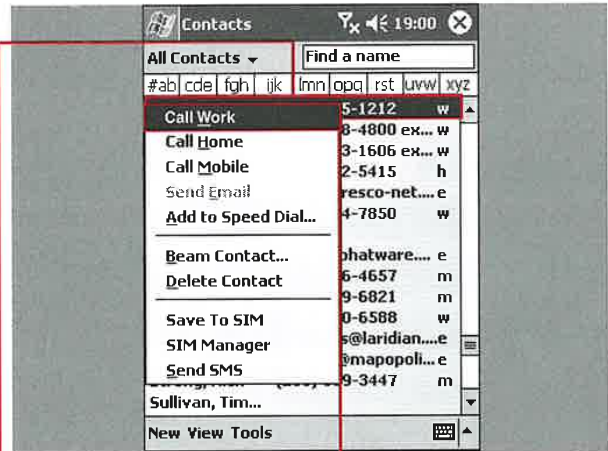 Contacts 19:00
All Contacts Find a name
#ab cde fgh ijk lmn opq rst uvw xyz
Call Work 5-1212 w
Call Home 8-4800 ex... w
Call Mobile 3-1606 ex... w
2-5415 h
Send Email resco-net.... e
Add to Speed Dial... 4-7850 w
Beam Contact... phatware.... e
Delete Contact 6-4657 m
9-6821 m
Save To SIM 0-6588 w
SIM Manager s@laridian....e
Send SMS @mapopoli... e
9-3447 m
Sullivan, Tim...
New View Tools